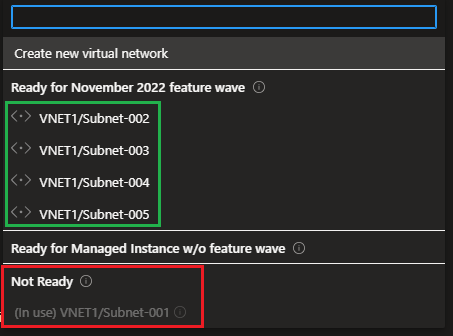 Create new virtual network
Ready for November 2022 feature wave
VNET1/Subnet-002
VNET1/Subnet-003
VNET1/Subnet-004
VNET1/Subnet-005
Ready for Managed Instance w/o feature wave
Not Ready
(In use) VNET1/Subnet-001